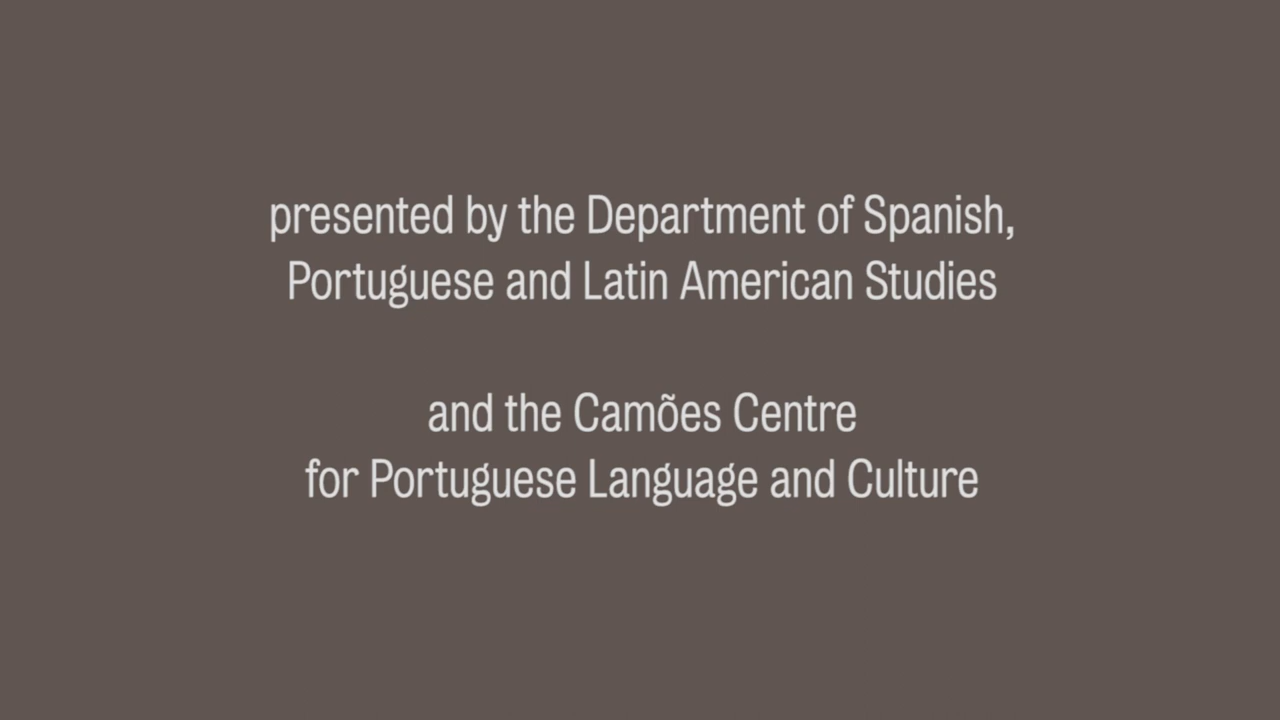 presented by the Department of Spanish,
Portuguese and Latin American Studies
and the Camões Centre
for Portuguese Language and Culture